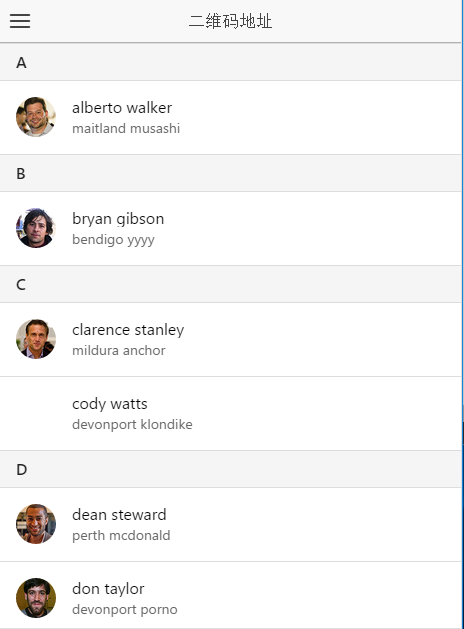 二维码地址
A
alberto walker
maitland musashi
B
bryan gibson
bendigo yyyy
C
clarence stanley
mildura anchor
cody watts
devonport klondike
D
dean steward
perth mcdonald
don taylor
devonport porno